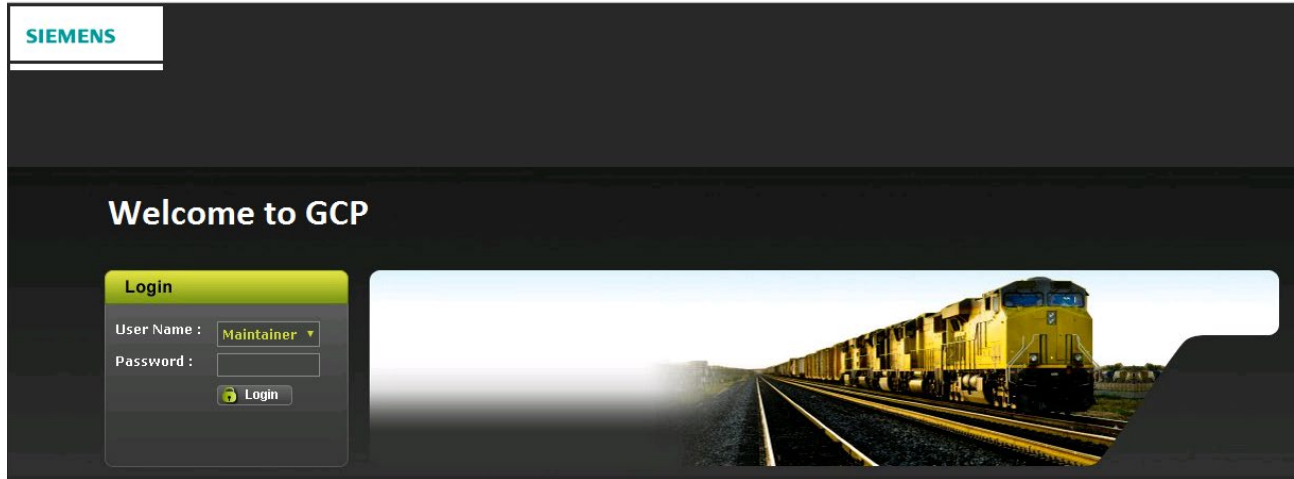 SIEMENS
Welcome to GCP
Login
User Name :
Maintainer
Password :
Login